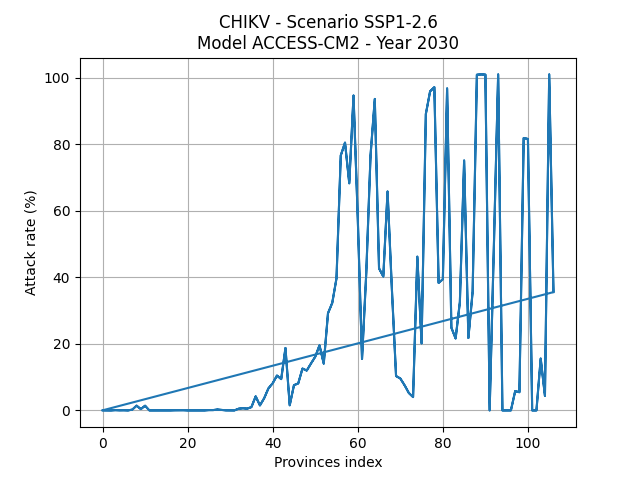 CHIKV - Scenario SSP1-2.6
Model ACCESS-CM2 - Year 2030
Attack rate (%)
100
80
60
40
20
0
0 20 40 60 80 100
Provinces index